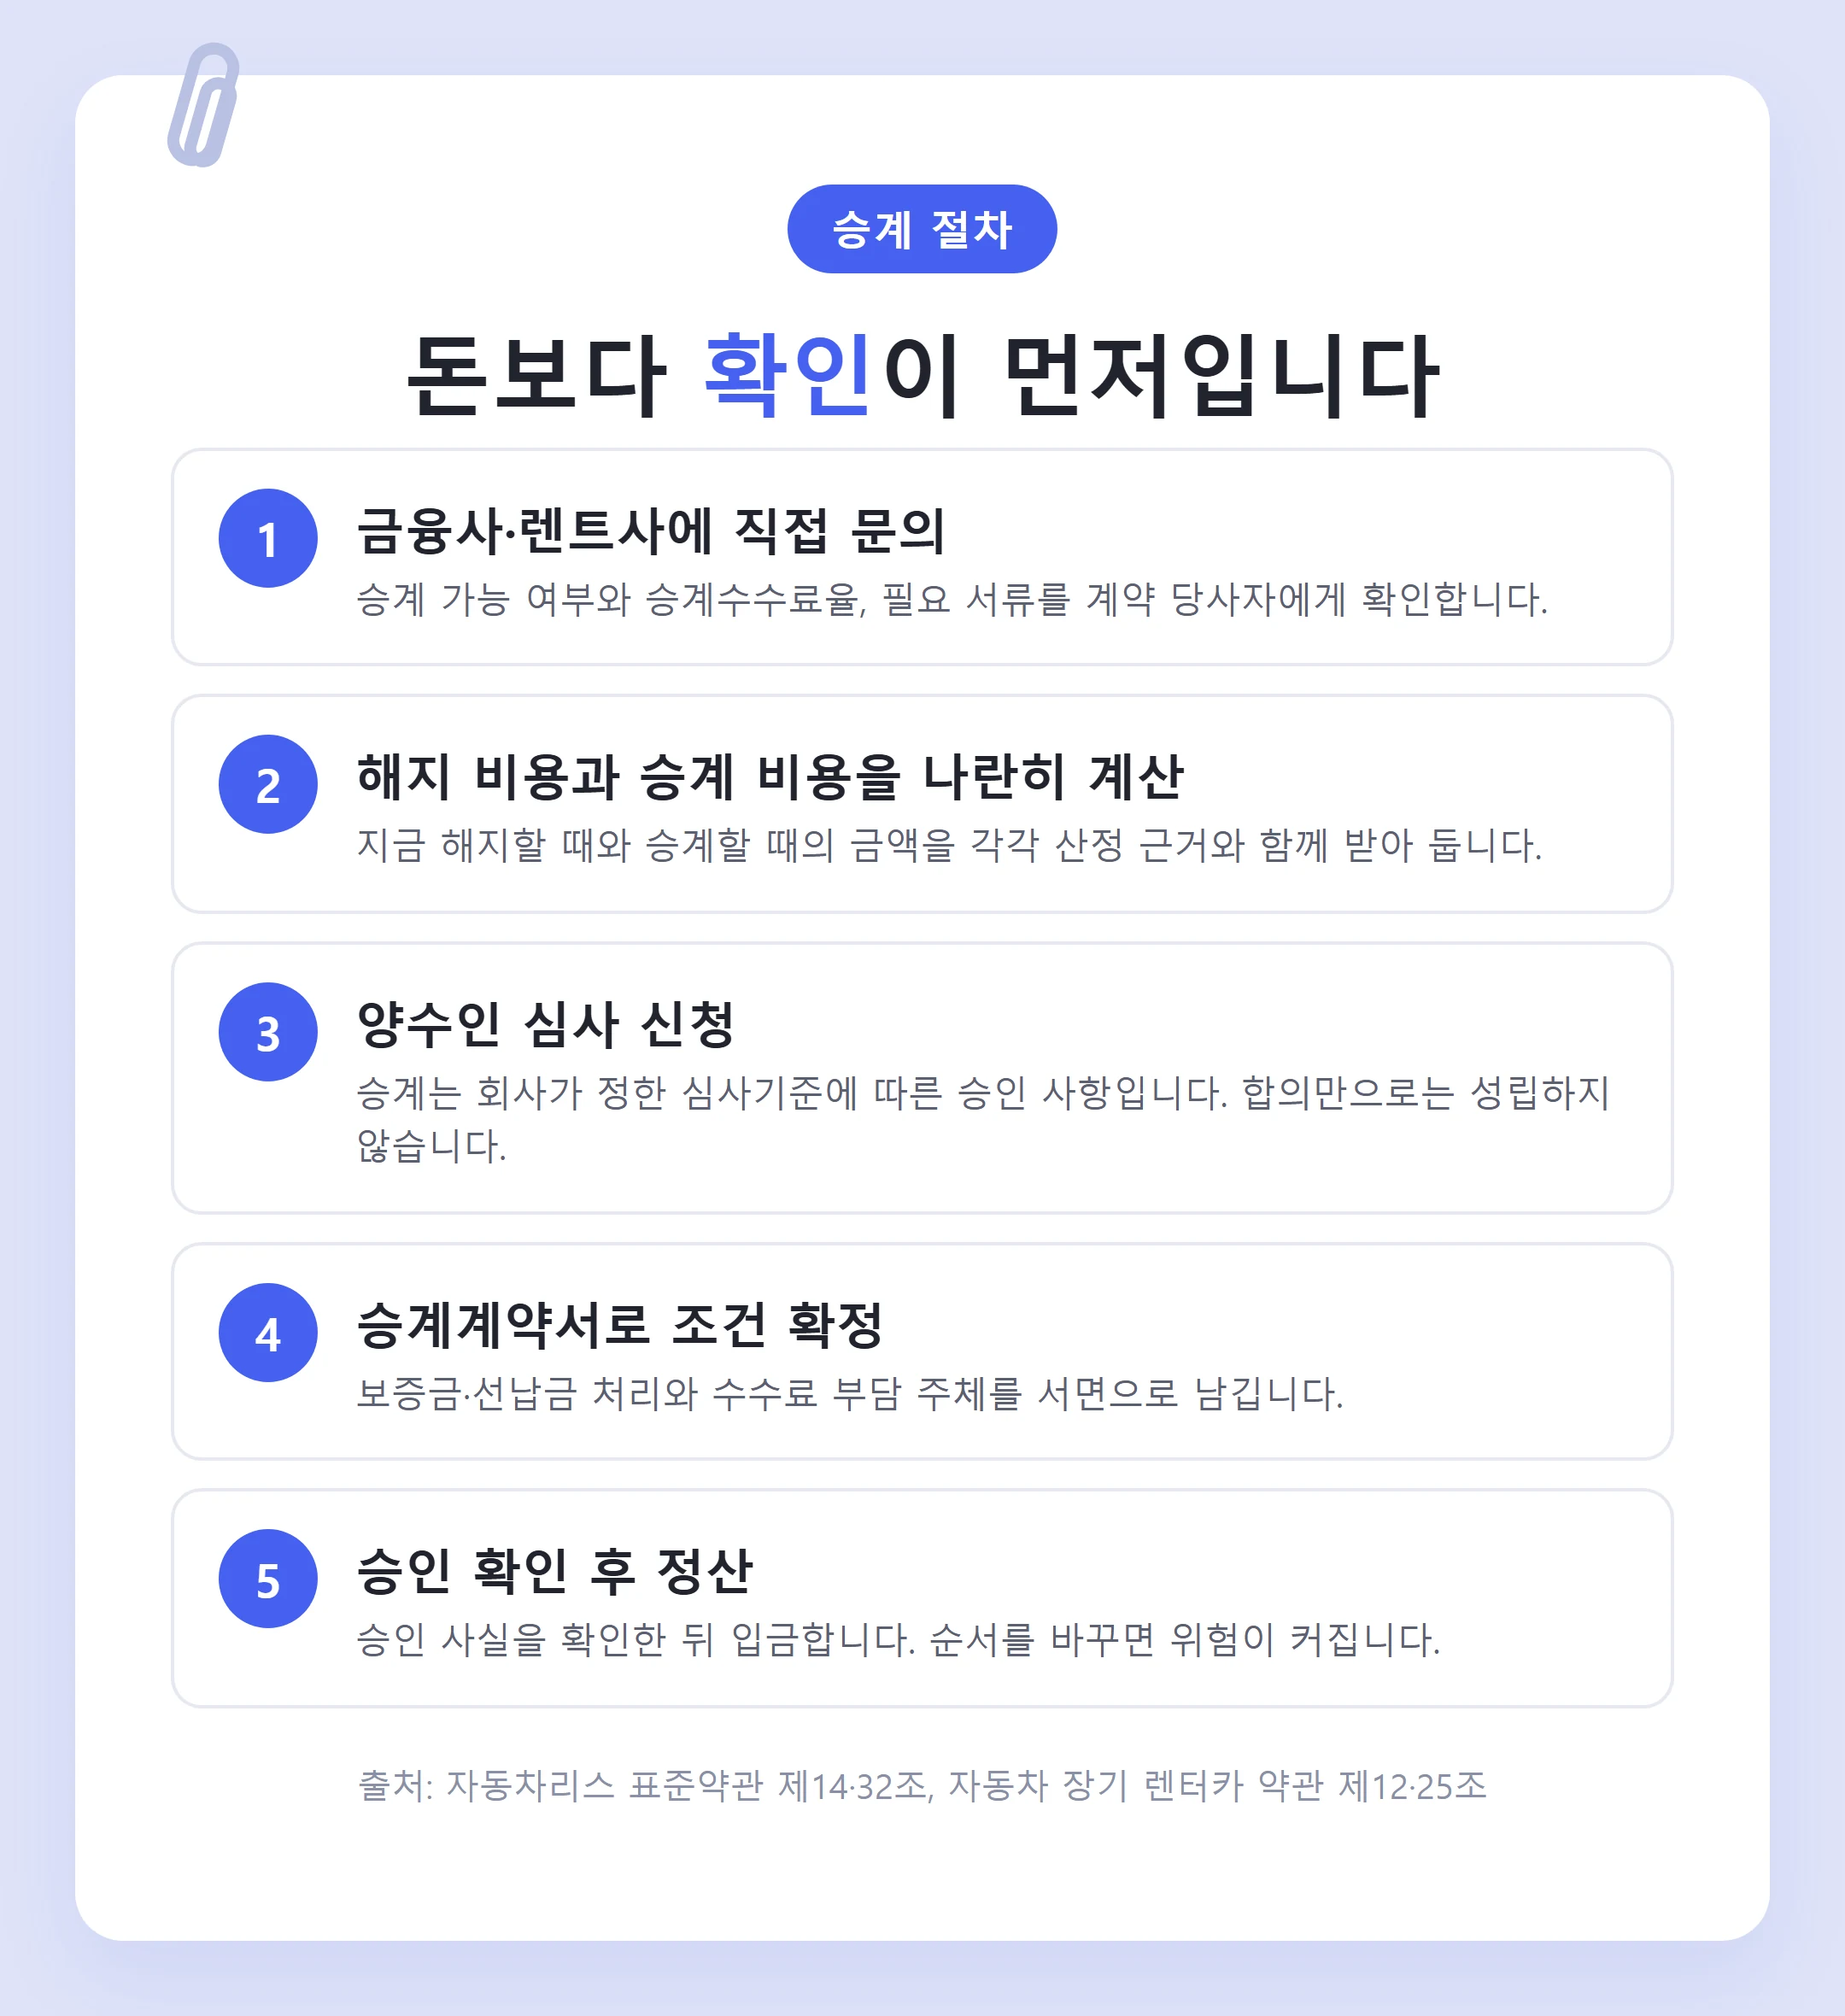 승계 절차
돈보다 확인이 먼저입니다
1
금융사·렌트사에 직접 문의
승계 가능 여부와 승계수수료율, 필요 서류를 계약 당사자에게 확인합니다.
2
해지 비용과 승계 비용을 나란히 계산
지금 해지할 때와 승계할 때의 금액을 각각 산정 근거와 함께 받아 둡니다.
3
양수인 심사 신청
승계는 회사가 정한 심사기준에 따른 승인 사항입니다. 합의만으로는 성립하지
않습니다.
4
승계계약서로 조건 확정
보증금·선납금 처리와 수수료 부담 주체를 서면으로 남깁니다.
5
승인 확인 후 정산
승인 사실을 확인한 뒤 입금합니다. 순서를 바꾸면 위험이 커집니다.
출처: 자동차리스 표준약관 제14·32조, 자동차 장기 렌터카 약관 제12·25조